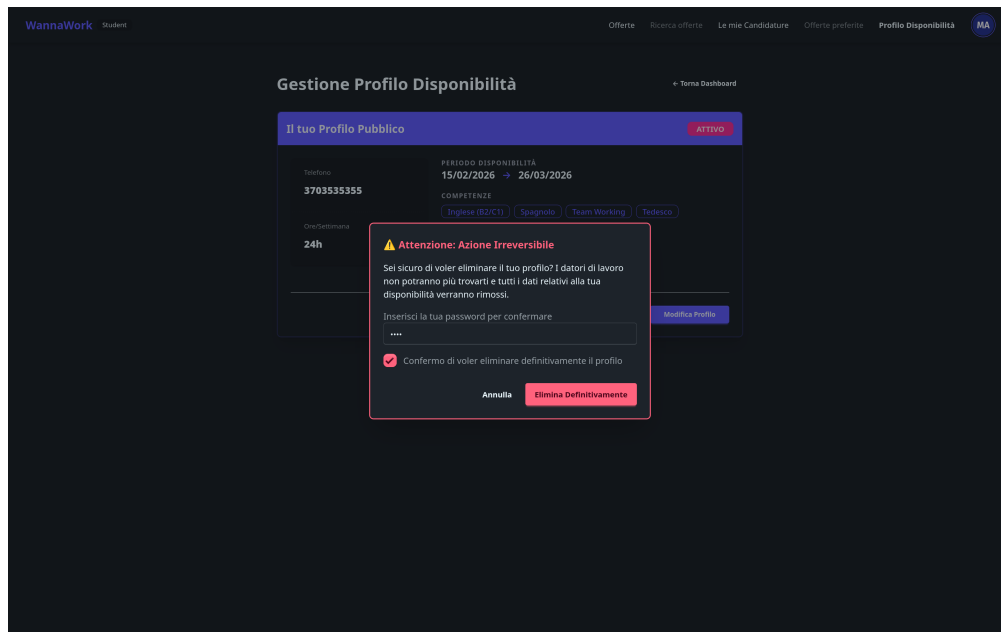 WannaWork Student Offerte Ricerca offerte Le mie Candidature Offerte preferite Profilo Disponibilità MA
Gestione Profilo Disponibilità
← Torna Dashboard
Il tuo Profilo Pubblico
ATTIVO
Telefono
3703535355
Ore/Settimana
24h
PERIODO DISPONIBILITÀ
15/02/2026 → 26/03/2026
COMPETENZE
Inglese (B2/C1) Spagnolo Team Working Tedesco
⚠️ Attenzione: Azione Irreversibile
Sei sicuro di voler eliminare il tuo profilo? I datori di lavoro
non potranno più trovarti e tutti i dati relativi alla tua
disponibilità verranno rimossi.
Inserisci la tua password per confermare
••••
Confermo di voler eliminare definitivamente il profilo
Annulla Elimina Definitivamente
Modifica Profilo